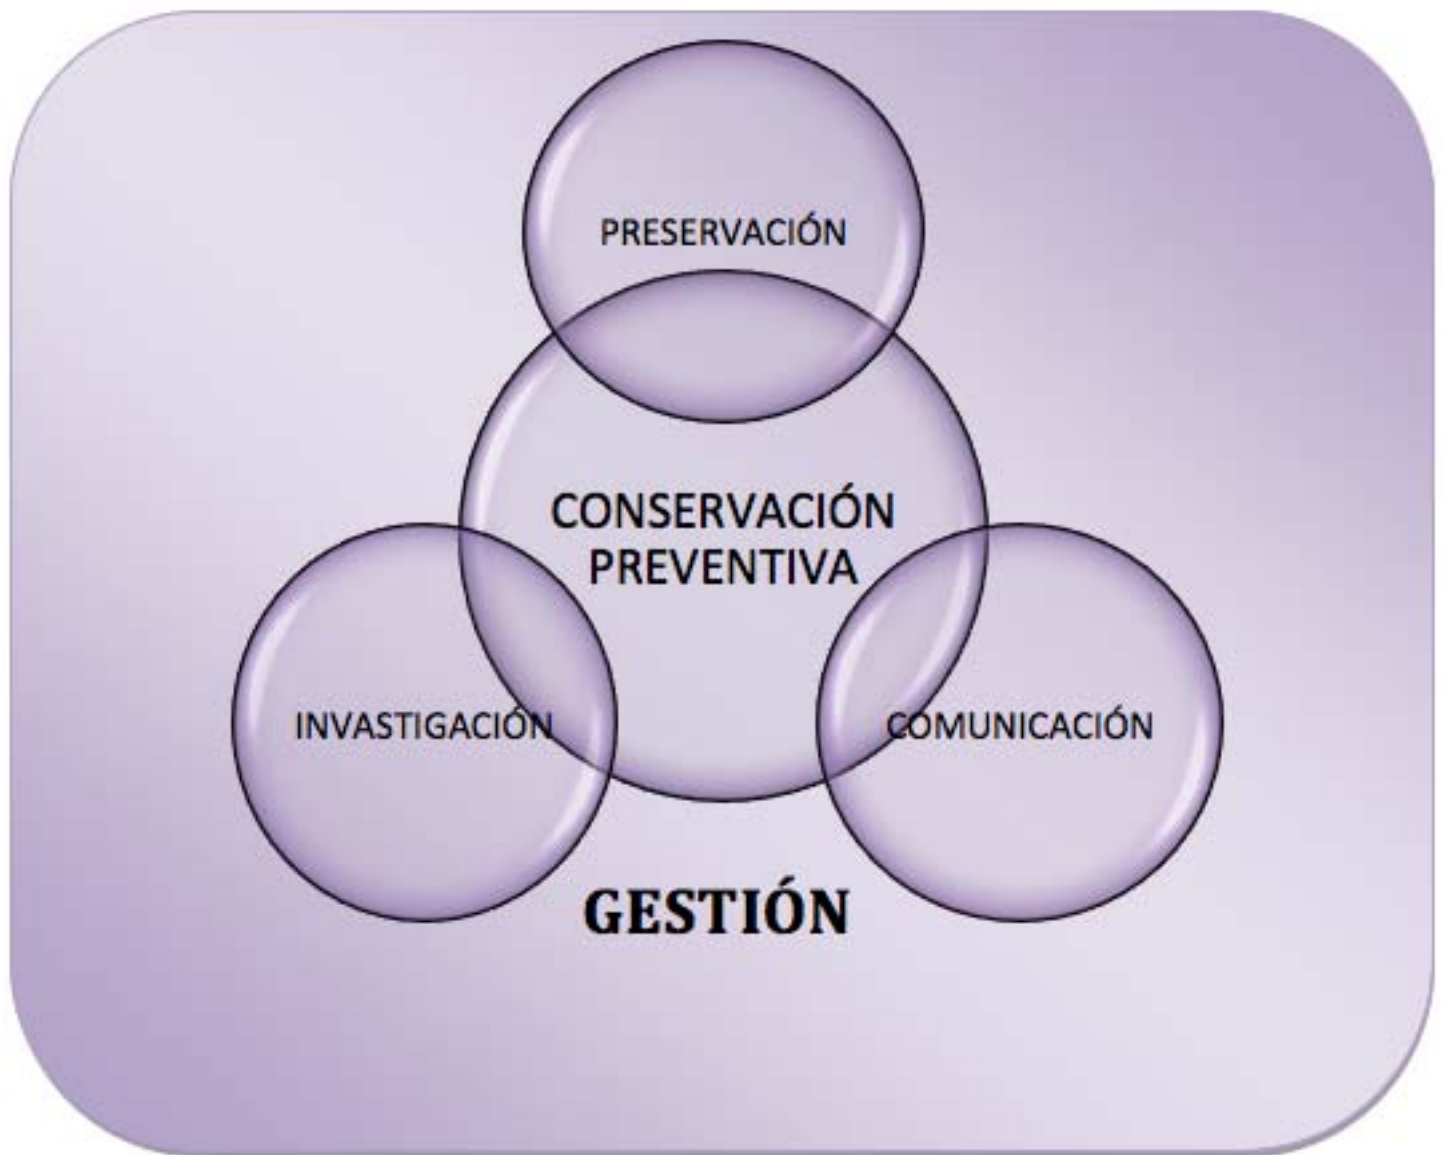 PRESERVACIÓN
CONSERVACIÓN
PREVENTIVA
INVASTIGACIÓN
COMUNICACIÓN
GESTIÓN